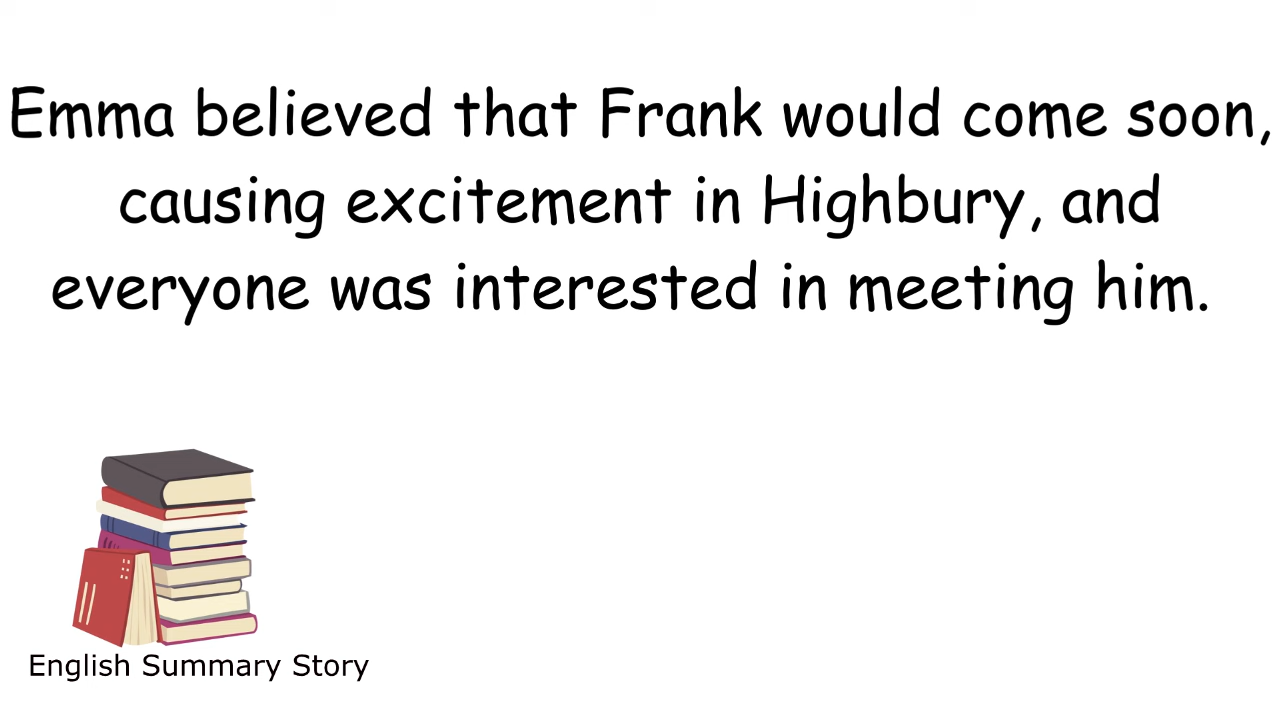 Emma believed that Frank would come soon,
causing excitement in Highbury, and
everyone was interested in meeting him.
English Summary Story